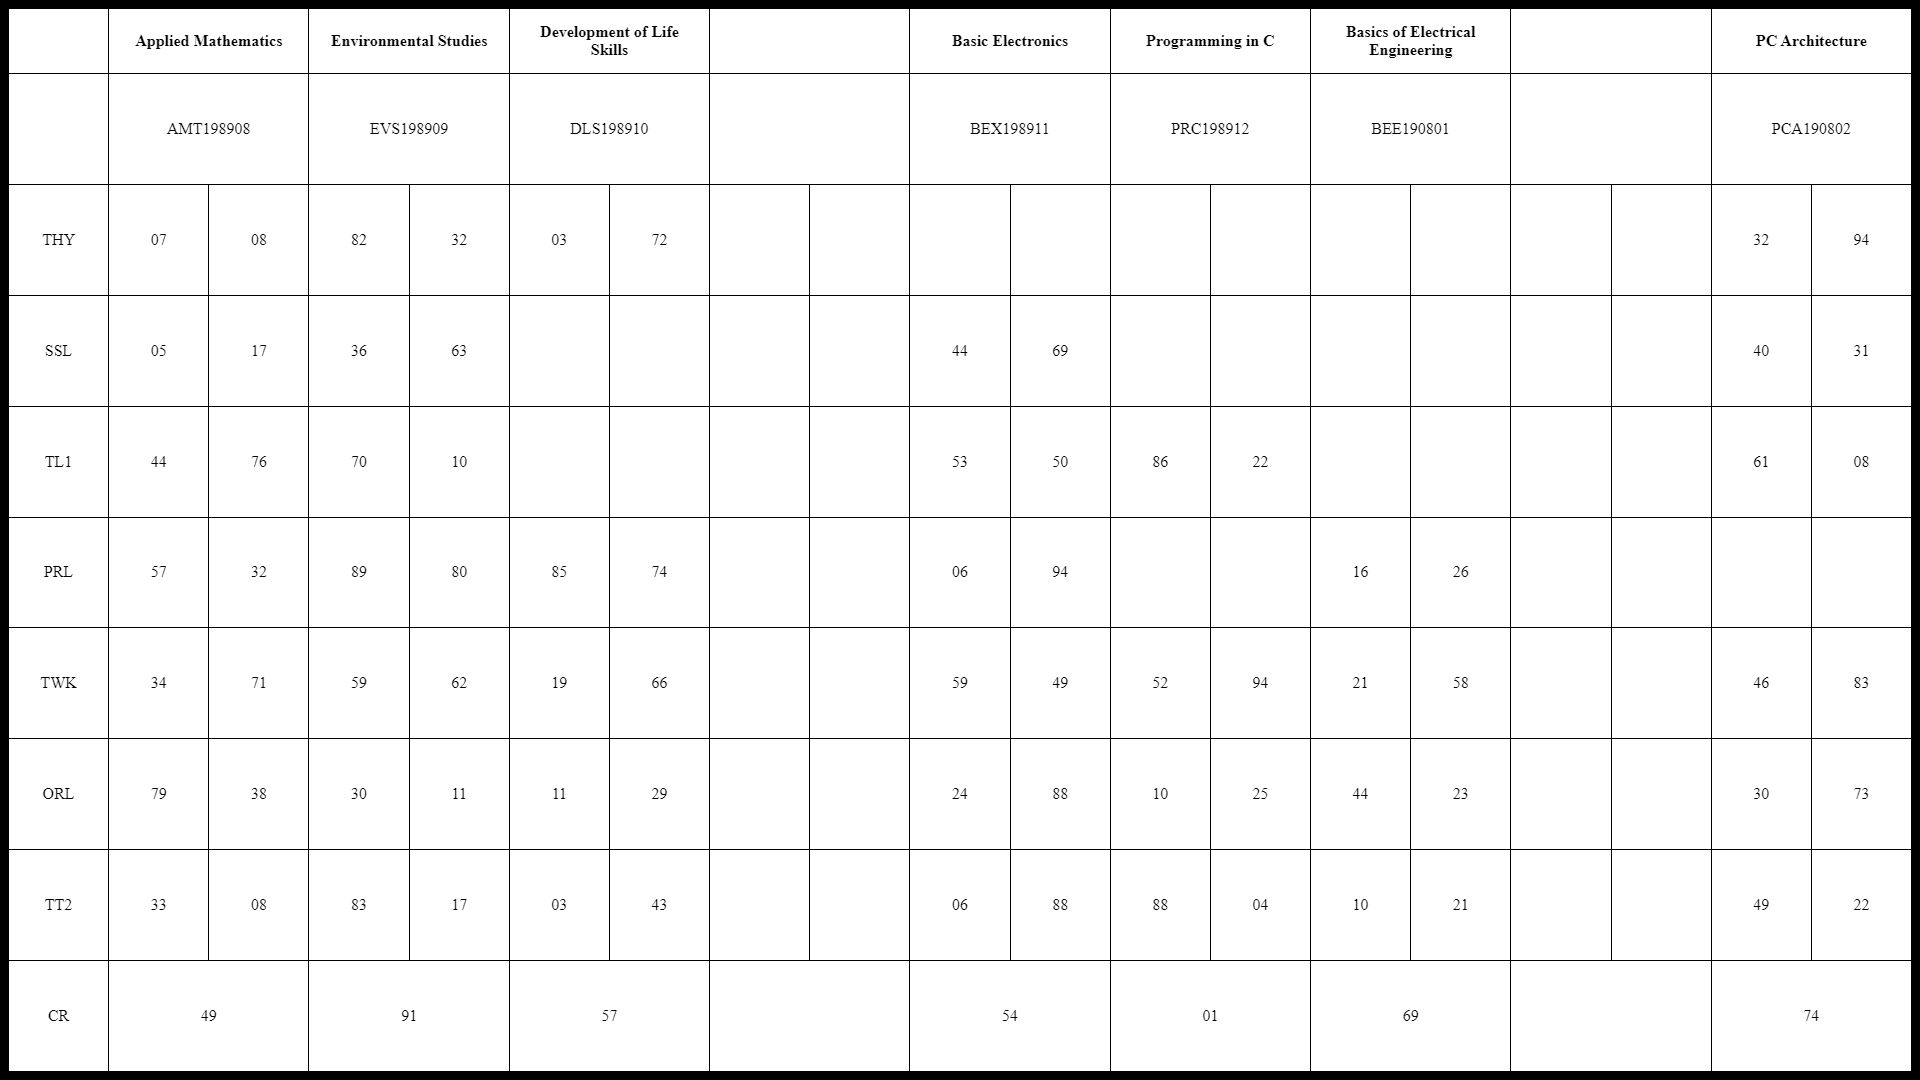 Applied Mathematics Environmental Studies Development of Life Skills Basic Electronics Programming in C Basics of Electrical Engineering PC Architecture
AMT198908 EVS198909 DLS198910 BEX198911 PRC198912 BEE190801 PCA190802
THY 07 08 82 32 03 72 32 94
SSL 05 17 36 63 44 69 40 31
TL1 44 76 70 10 53 50 86 22 61 08
PRL 57 32 89 80 85 74 06 94 16 26
TWK 34 71 59 62 19 66 59 49 52 94 21 58 46 83
ORL 79 38 30 11 11 29 24 88 10 25 44 23 30 73
TT2 33 08 83 17 03 43 06 88 88 04 10 21 49 22
CR 49 91 57 54 01 69 74